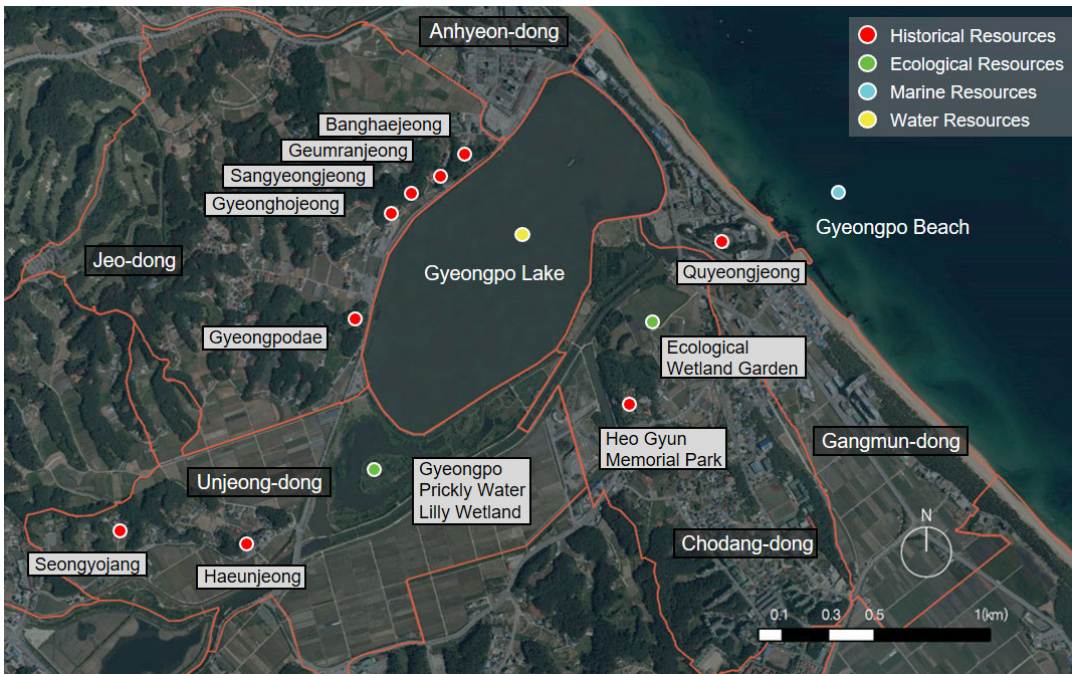 Anhyeon-dong
Historical Resources
Ecological Resources
Marine Resources
Water Resources
Banghaejeong
Geumranjeong
Sangyeongjeong
Gyeonghojeong
Gyeongpo Beach
Jeo-dong
Gyeongpo Lake
Quyeongjeong
Gyeongpodae
Ecological
Wetland Garden
Heo Gyun
Memorial Park
Gangmun-dong
Unjeong-dong
Gyeongpo
Prickly Water
Lilly Wetland
Seongyojang
Haeunjeong
Chodang-dong
N
0.1 0.3 0.5 1(km)